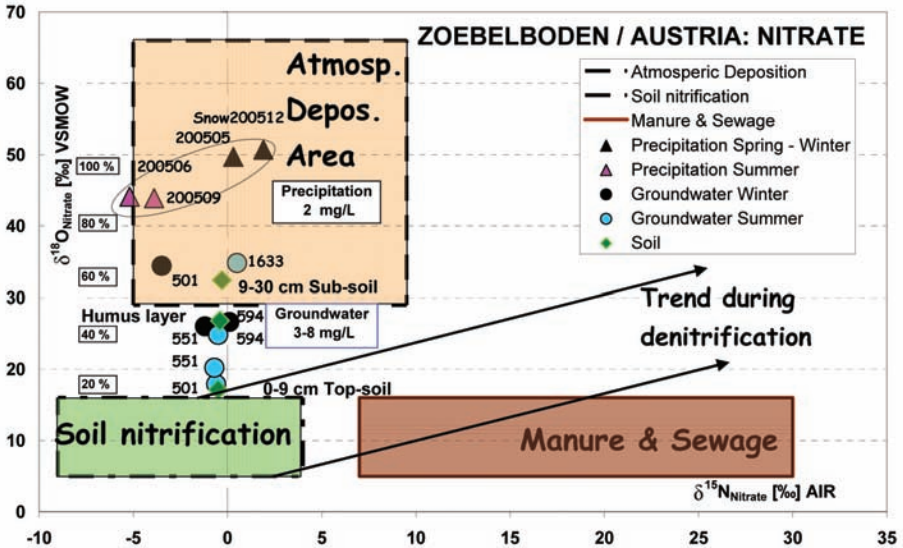 ZOEBELBODEN / AUSTRIA: NITRATE
70
60
50
40
30
20
10
0
δ¹⁸O Nitrate [‰] VSMOW
100 %
80 %
60 %
40 %
20 %
Atmosp.
Depos.
Area
Snow200512
200505
200506
200509
Precipitation
2 mg/L
Atmosperic Deposition
Soil nitrification
Manure & Sewage
Precipitation Spring - Winter
Precipitation Summer
Groundwater Winter
Groundwater Summer
Soil
501
1633
9-30 cm Sub-soil
Humus layer
594
Groundwater
3-8 mg/L
551
594
551
501
0-9 cm Top-soil
Trend during
denitrification
Soil nitrification
Manure & Sewage
δ¹⁵N Nitrate [‰] AIR
-10 -5 0 5 10 15 20 25 30 35